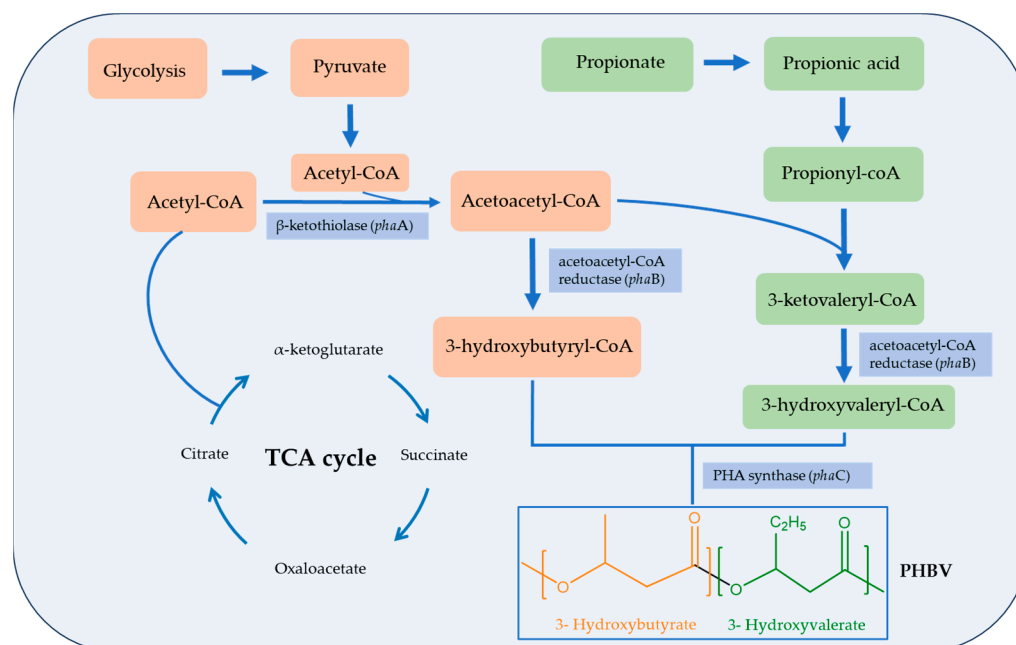 Glycolysis
Pyruvate
Propionate
Propionic acid
Acetyl-CoA
Acetyl-CoA
Acetoacetyl-CoA
Propionyl-coA
β-ketothiolase (phaA)
acetoacetyl-CoA
reductase (phaB)
3-ketovaleryl-CoA
α-ketoglutarate
3-hydroxybutyryl-CoA
acetoacetyl-CoA
reductase (phaB)
3-hydroxyvaleryl-CoA
Citrate
TCA cycle
Succinate
PHA synthase (phaC)
Oxaloacetate
O
C2H5
O
O
O
PHBV
3- Hydroxybutyrate
3- Hydroxyvalerate